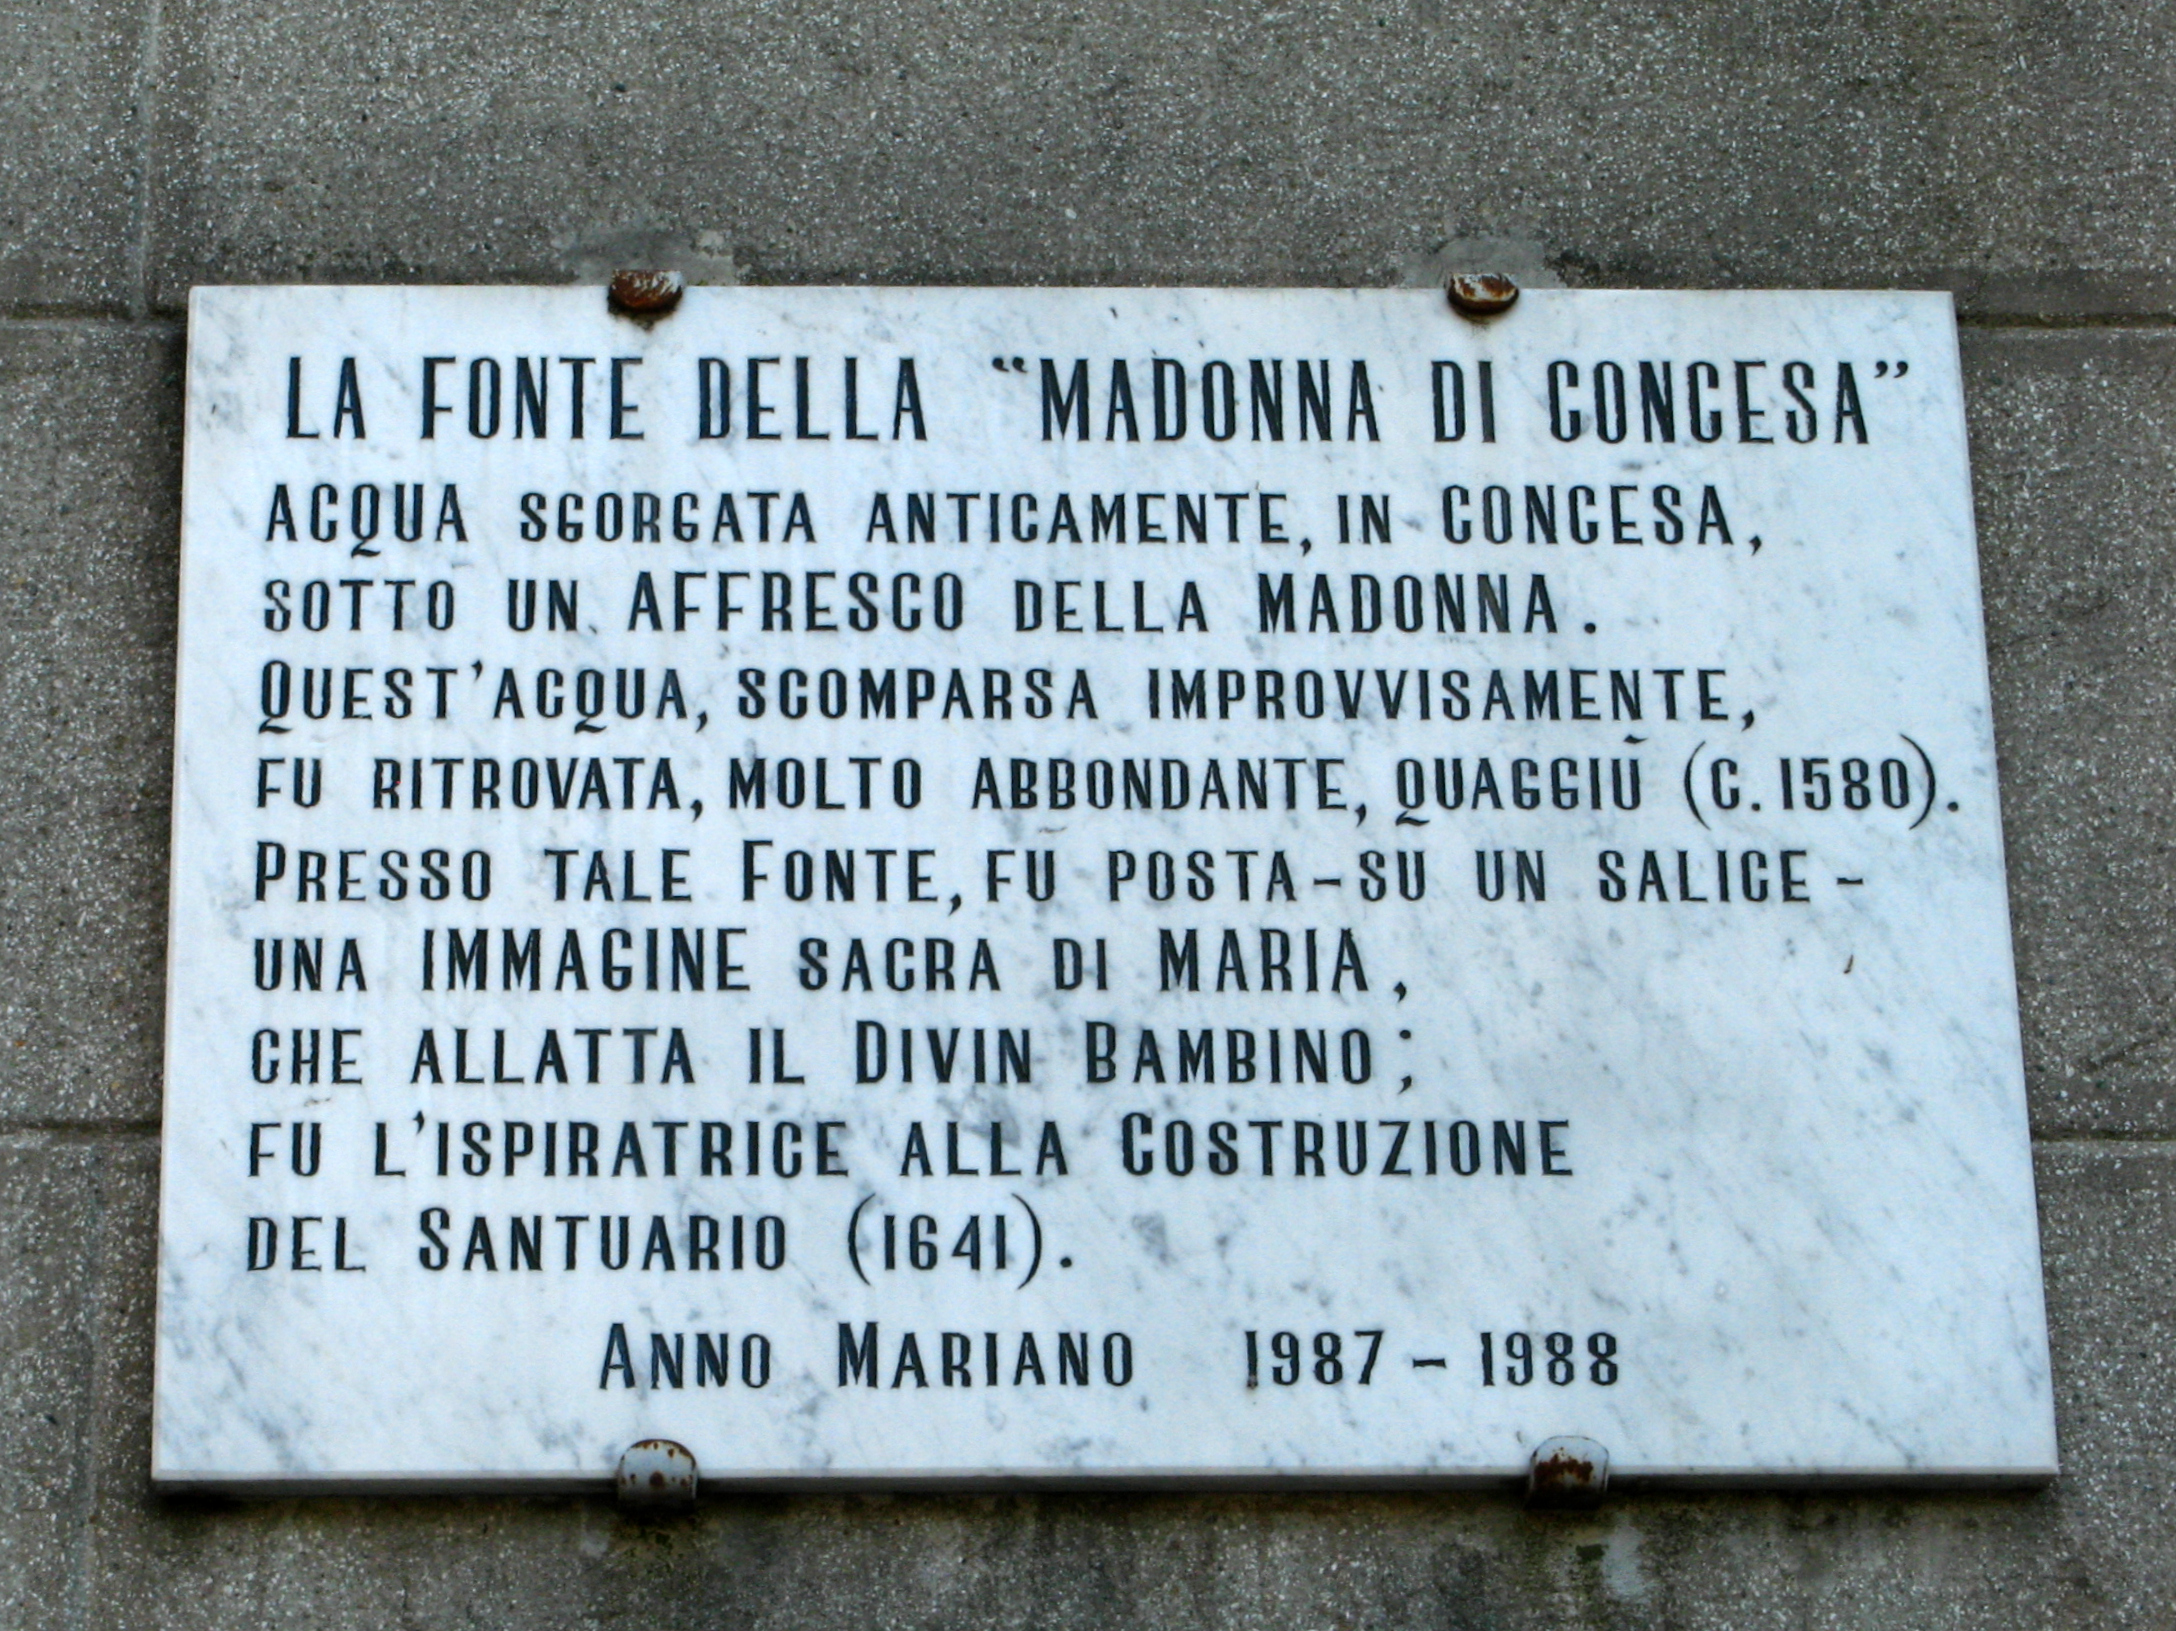 LA FONTE DELLA “MADONNA DI CONCESA”
ACQUA SGORGATA ANTICAMENTE, IN CONCESA,
SOTTO UN AFFRESCO DELLA MADONNA.
QUEST'ACQUA, SCOMPARSA IMPROVVISAMENTE,
FU RITROVATA, MOLTO ABBONDANTE, QUAGGIÙ (C. 1580).
PRESSO TALE FONTE, FU POSTA-SU UN SALICE-
UNA IMMAGINE SACRA DI MARIA,
CHE ALLATTA IL DIVIN BAMBINO;
FU L'ISPIRATRICE ALLA COSTRUZIONE
DEL SANTUARIO (1641).
ANNO MARIANO 1987-1988